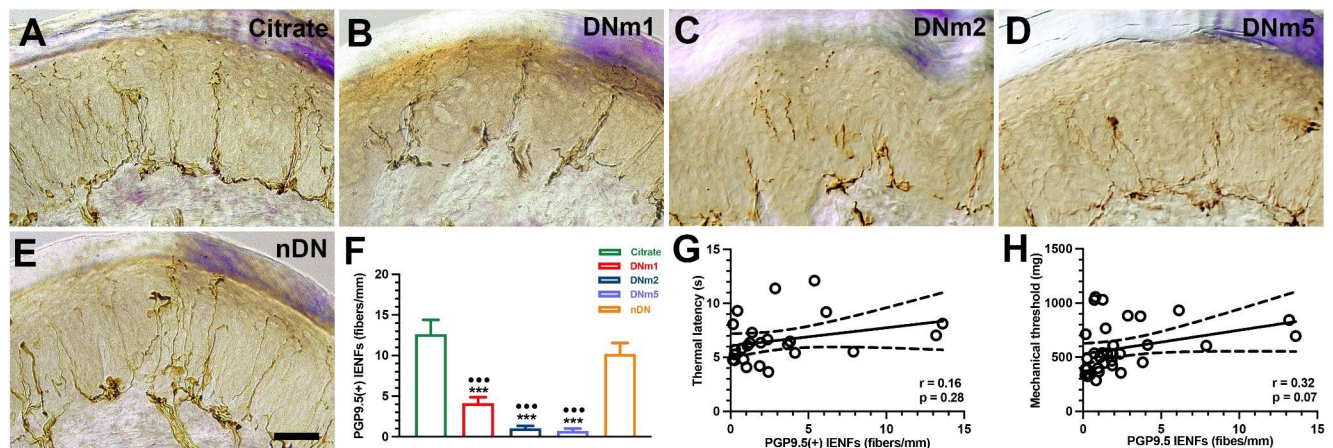 A
Citrate
B
DNm1
C
DNm2
D
DNm5
E
nDN
F
Citrate
DNm1
DNm2
DNm5
nDN
PGP9.5(+) IENFs (fibers/mm)
20
15
10
5
0
•••
***
•••
***
•••
***
G
Thermal latency (s)
15
10
5
0
0
5
10
15
r = 0.16
p = 0.28
PGP9.5(+) IENFs (fibers/mm)
H
Mechanical threshold (mg)
1500
1000
500
0
0
5
10
15
r = 0.32
p = 0.07
PGP9.5 IENFs (fibers/mm)